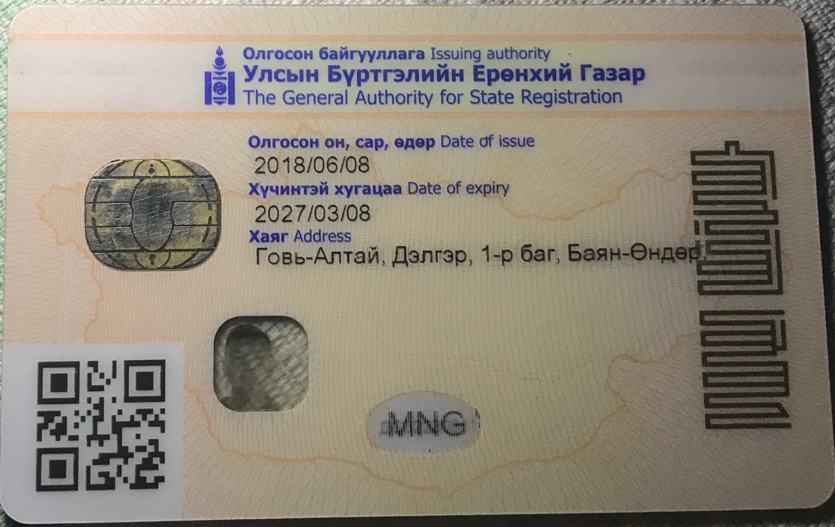 Олгосон байгууллага Issuing authority
Улсын Бүртгэлийн Ерөнхий Газар
The General Authority for State Registration
Олгосон он, сар, өдөр Date of issue
2018/06/08
Хүчинтэй хугацаа Date of expiry
2027/03/08
Хаяг Address
Говь-Алтай, Дэлгэр, 1-р баг, Баян-Өндөр,
MNG